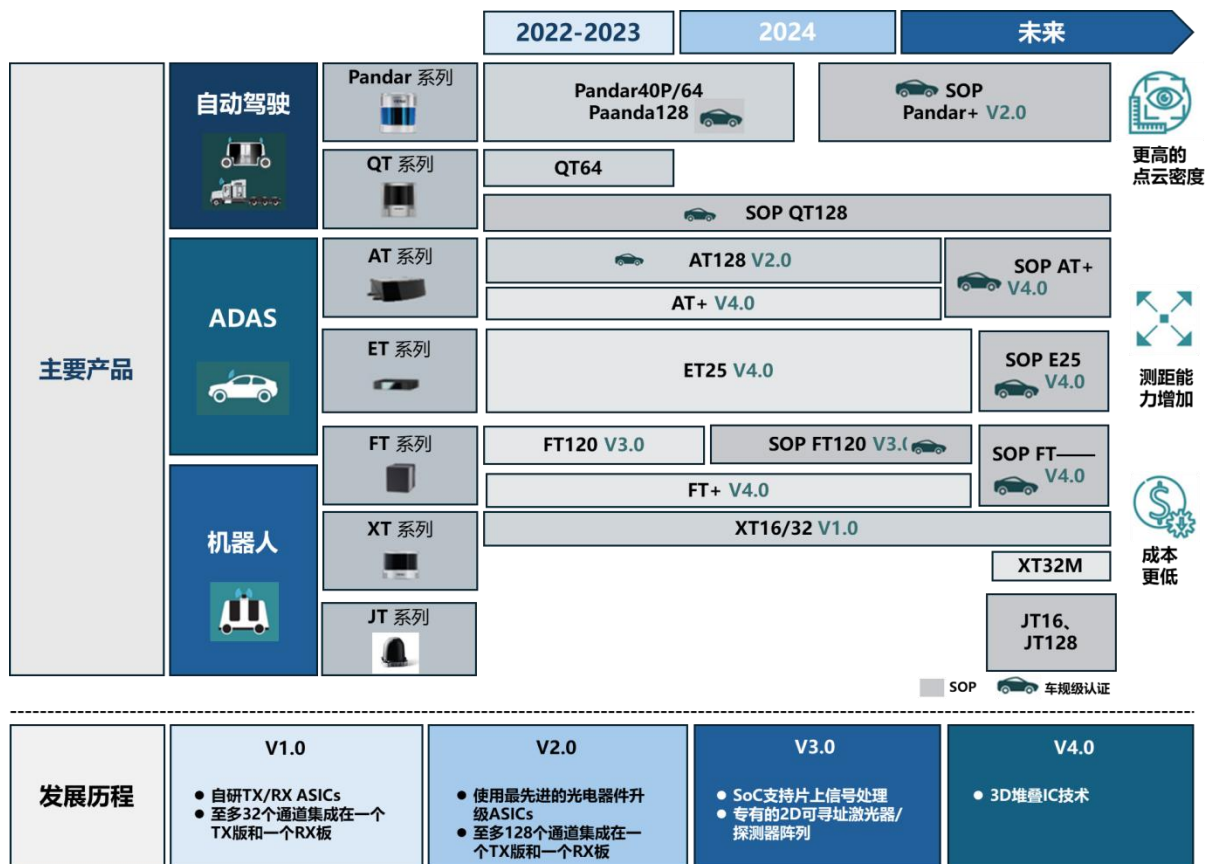 2022-2023
2024
未来
主要产品
自动驾驶
Pandar 系列
Pandar40P/64
Paanda128
SOP
Pandar+ V2.0
QT 系列
QT64
SOP QT128
更高的
点云密度
ADAS
AT 系列
AT128 V2.0
AT+ V4.0
SOP AT+
V4.0
ET 系列
ET25 V4.0
SOP E25
V4.0
测距能
力增加
FT 系列
FT120 V3.0
SOP FT120 V3.
FT+ V4.0
SOP FT——
V4.0
机器人
XT 系列
XT16/32 V1.0
XT32M
成本
更低
JT 系列
JT16、
JT128
SOP
车规级认证
发展历程
V1.0
● 自研TX/RX ASICs
● 至多32个通道集成在一个
TX版和一个RX板
V2.0
● 使用最先进的光电器件升
级ASICs
● 至多128个通道集成在一
个TX版和一个RX板
V3.0
● SoC支持片上信号处理
● 专有的2D可寻址激光器/
探测器阵列
V4.0
● 3D堆叠IC技术